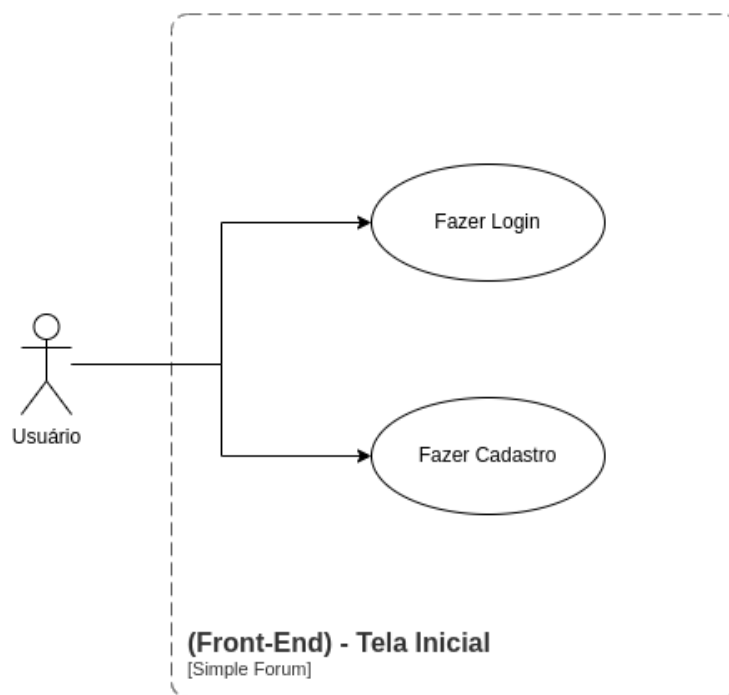 Fazer Login
Usuário
Fazer Cadastro
(Front-End) - Tela Inicial
[Simple Forum]